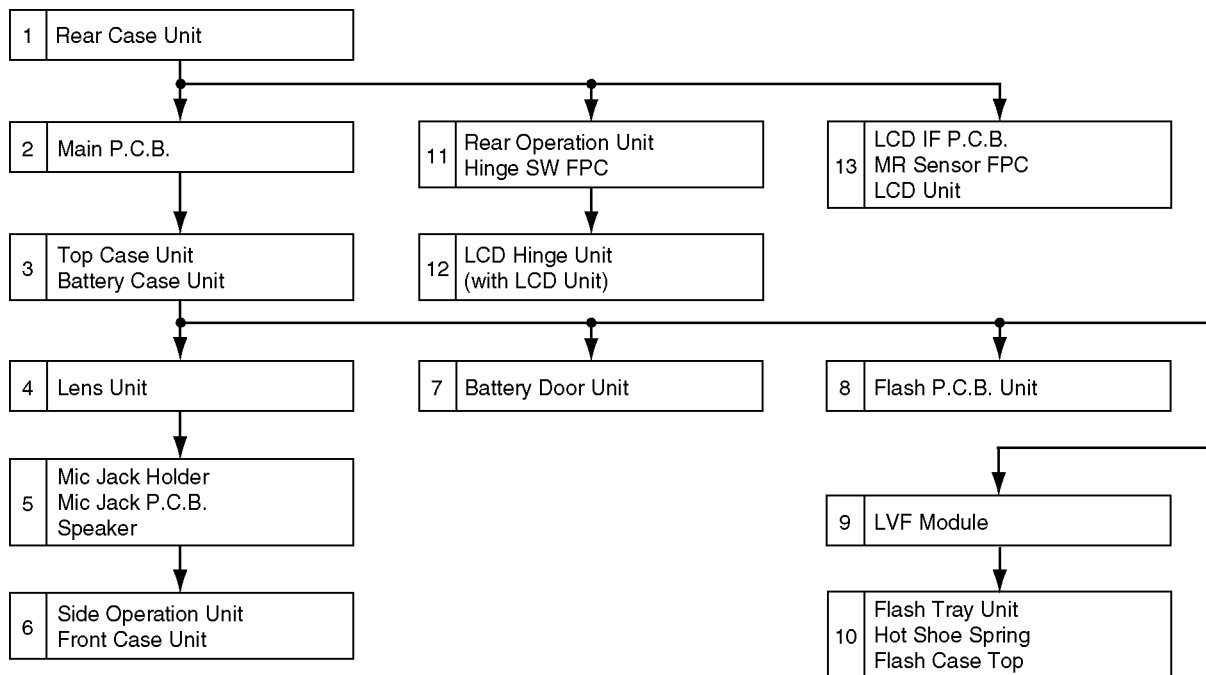 1 Rear Case Unit
2 Main P.C.B.
11 Rear Operation Unit
Hinge SW FPC
13 LCD IF P.C.B.
MR Sensor FPC
LCD Unit
3 Top Case Unit
Battery Case Unit
12 LCD Hinge Unit
(with LCD Unit)
4 Lens Unit
7 Battery Door Unit
8 Flash P.C.B. Unit
5 Mic Jack Holder
Mic Jack P.C.B.
Speaker
9 LVF Module
6 Side Operation Unit
Front Case Unit
10 Flash Tray Unit
Hot Shoe Spring
Flash Case Top